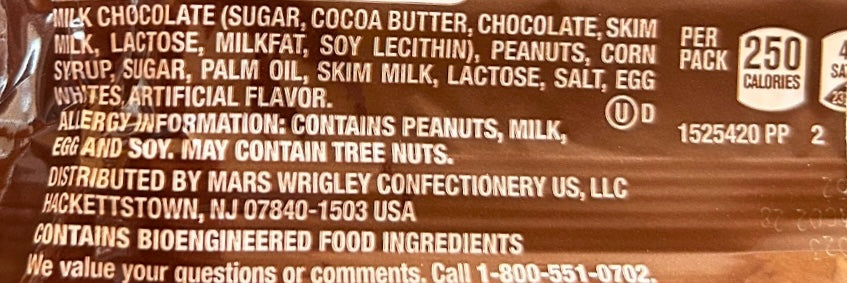 MILK CHOCOLATE (SUGAR, COCOA BUTTER, CHOCOLATE, SKIM
MILK, LACTOSE, MILKFAT, SOY LECITHIN), PEANUTS, CORN
SYRUP, SUGAR, PALM OIL, SKIM MILK, LACTOSE, SALT, EGG
WHITES, ARTIFICIAL FLAVOR.
U D
ALLERGY INFORMATION: CONTAINS PEANUTS, MILK,
EGG AND SOY. MAY CONTAIN TREE NUTS.
DISTRIBUTED BY MARS WRIGLEY CONFECTIONERY US, LLC
HACKETTSTOWN, NJ 07840-1503 USA
CONTAINS BIOENGINEERED FOOD INGREDIENTS
We value your questions or comments. Call 1-800-551-0702.
PER
PACK
250
CALORIES
1525420 PP 2